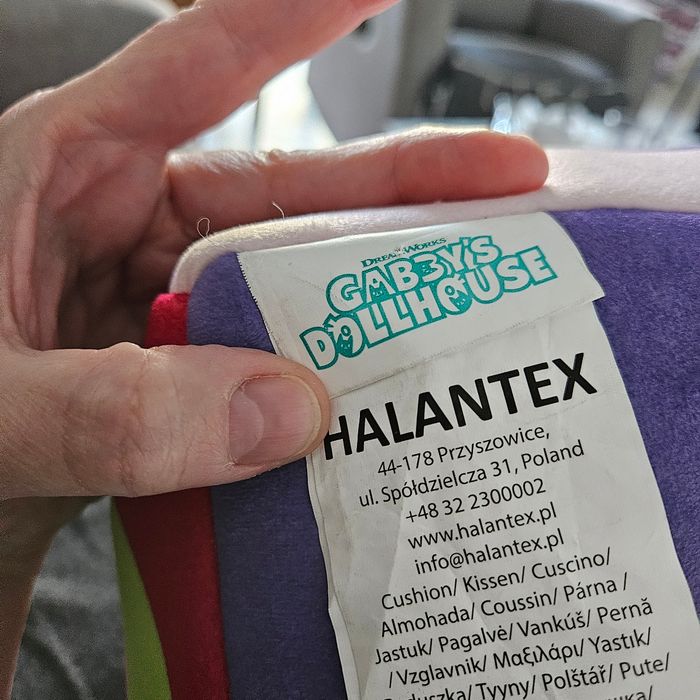 DREAMWORKS
GABBY'S
DOLLHOUSE
HALANTEX
44-178 Przyszowice,
ul. Spółdzielcza 31, Poland
+48 32 2300002
www.halantex.pl
info@halantex.pl
Cushion/ Kissen/ Cuscino/
Almohada/ Coussin/ Párna /
Jastuk/ Pagalvė/ Vankúš/ Pernă
/ Vzglavnik/ Μαξιλάρι/ Yastık/
Tyyny/ Polštář/ Pute/